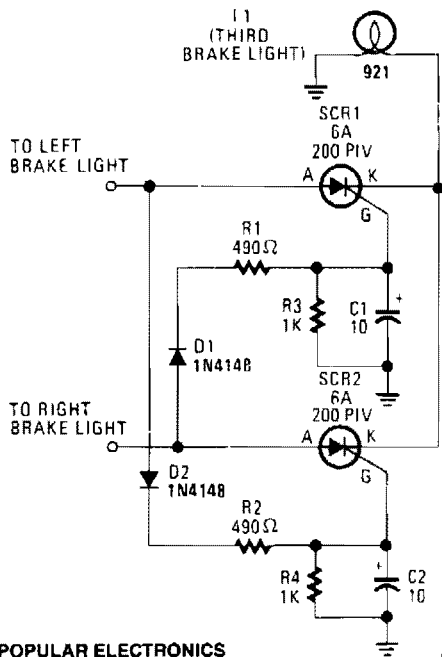 I1
(THIRD
BRAKE LIGHT)
921
SCR1
6A
200 PIV
TO LEFT
BRAKE LIGHT
A
K
G
R1
490Ω
R3
1K
C1
10
+
D1
1N4148
SCR2
6A
200 PIV
TO RIGHT
BRAKE LIGHT
A
K
G
D2
1N4148
R2
490Ω
R4
1K
+
C2
10
POPULAR ELECTRONICS